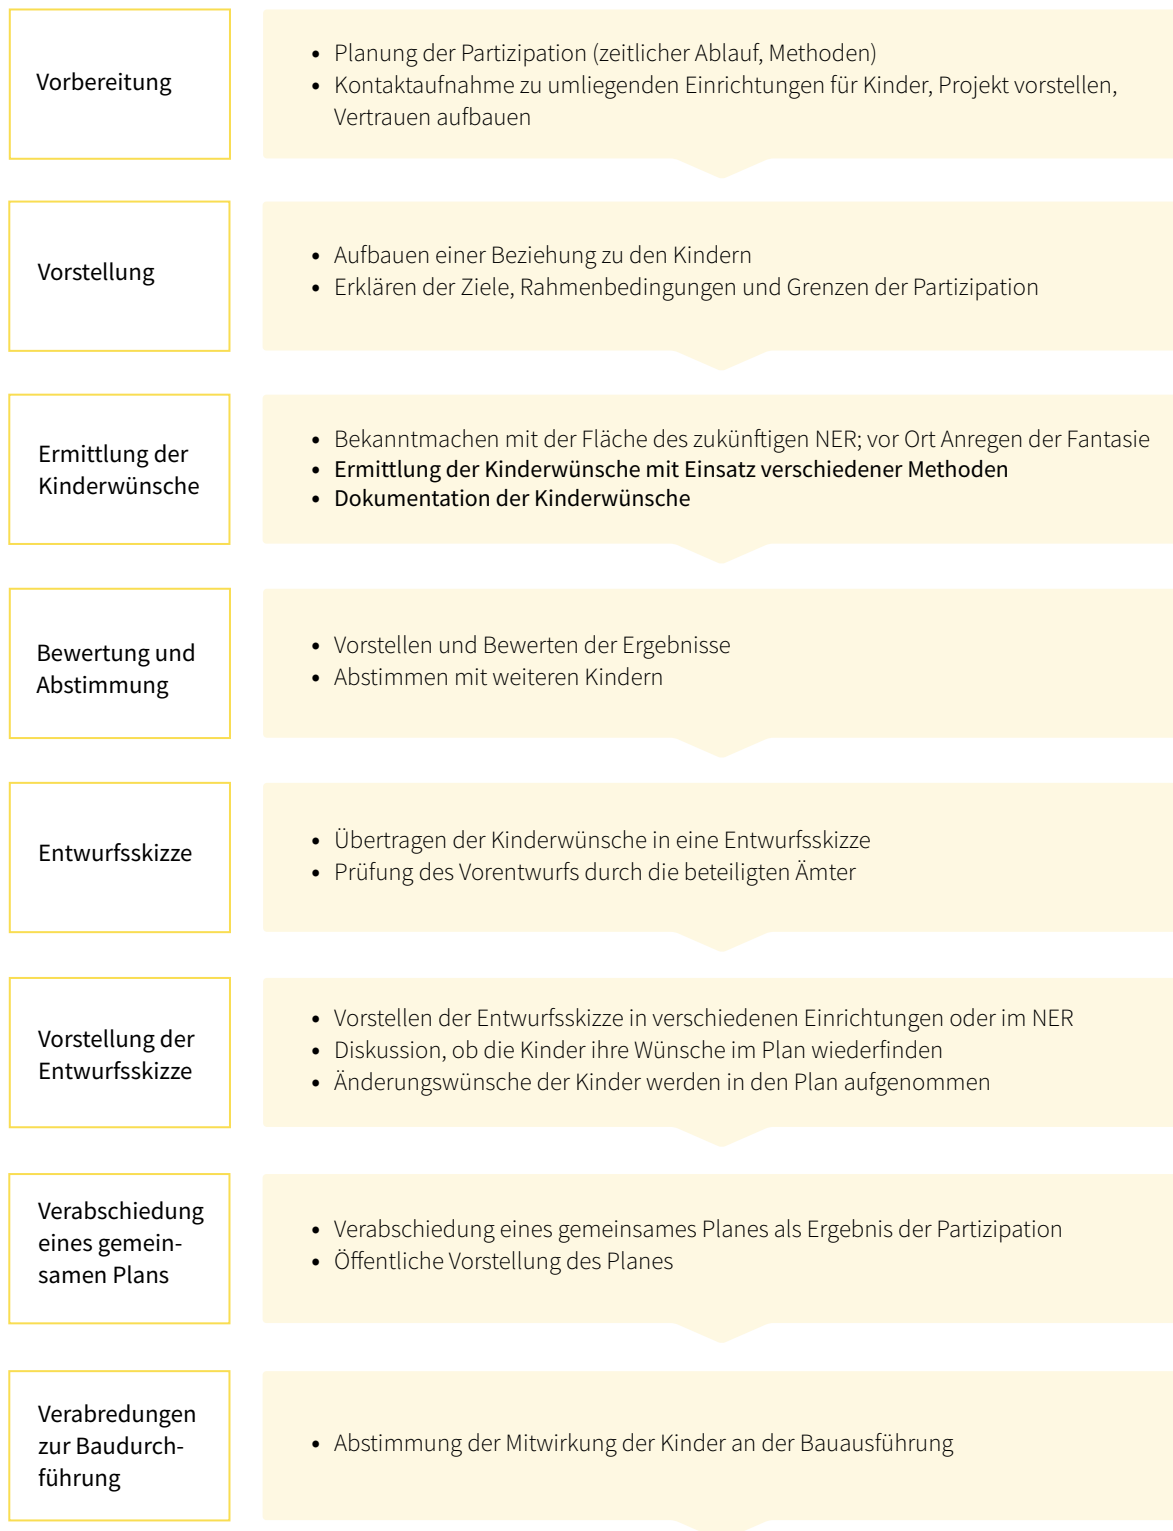 Vorbereitung
• Planung der Partizipation (zeitlicher Ablauf, Methoden)
• Kontaktaufnahme zu umliegenden Einrichtungen für Kinder, Projekt vorstellen,
Vertrauen aufbauen
Vorstellung
• Aufbauen einer Beziehung zu den Kindern
• Erklären der Ziele, Rahmenbedingungen und Grenzen der Partizipation
Ermittlung der
Kinderwünsche
• Bekanntmachen mit der Fläche des zukünftigen NER; vor Ort Anregen der Fantasie
• Ermittlung der Kinderwünsche mit Einsatz verschiedener Methoden
• Dokumentation der Kinderwünsche
Bewertung und
Abstimmung
• Vorstellen und Bewerten der Ergebnisse
• Abstimmen mit weiteren Kindern
Entwurfsskizze
• Übertragen der Kinderwünsche in eine Entwurfsskizze
• Prüfung des Vorentwurfs durch die beteiligten Ämter
Vorstellung der
Entwurfsskizze
• Vorstellen der Entwurfsskizze in verschiedenen Einrichtungen oder im NER
• Diskussion, ob die Kinder ihre Wünsche im Plan wiederfinden
• Änderungswünsche der Kinder werden in den Plan aufgenommen
Verabschiedung
eines gemein-
samen Plans
• Verabschiedung eines gemeinsames Planes als Ergebnis der Partizipation
• Öffentliche Vorstellung des Planes
Verabredungen
zur Baudurch-
führung
• Abstimmung der Mitwirkung der Kinder an der Bauausführung